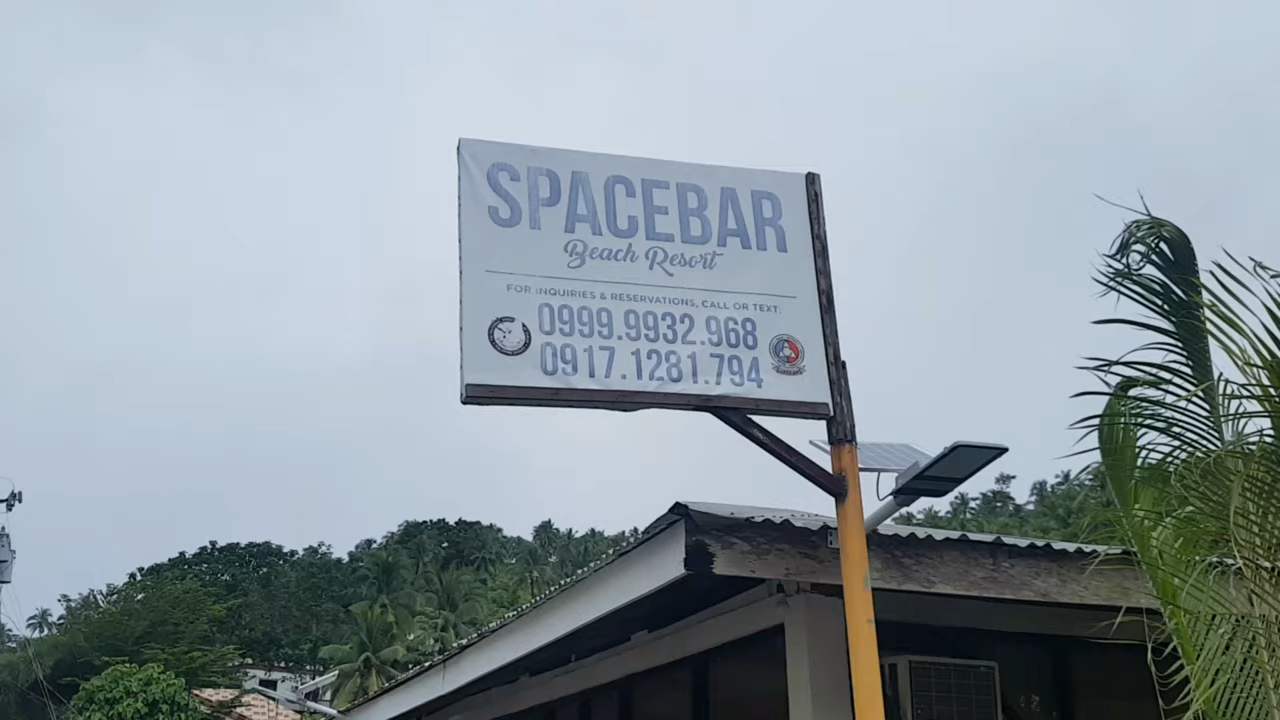 SPACEBAR
Beach Resort
FOR INQUIRIES & RESERVATIONS, CALL OR TEXT:
0999.9932.968
0917.1281.794